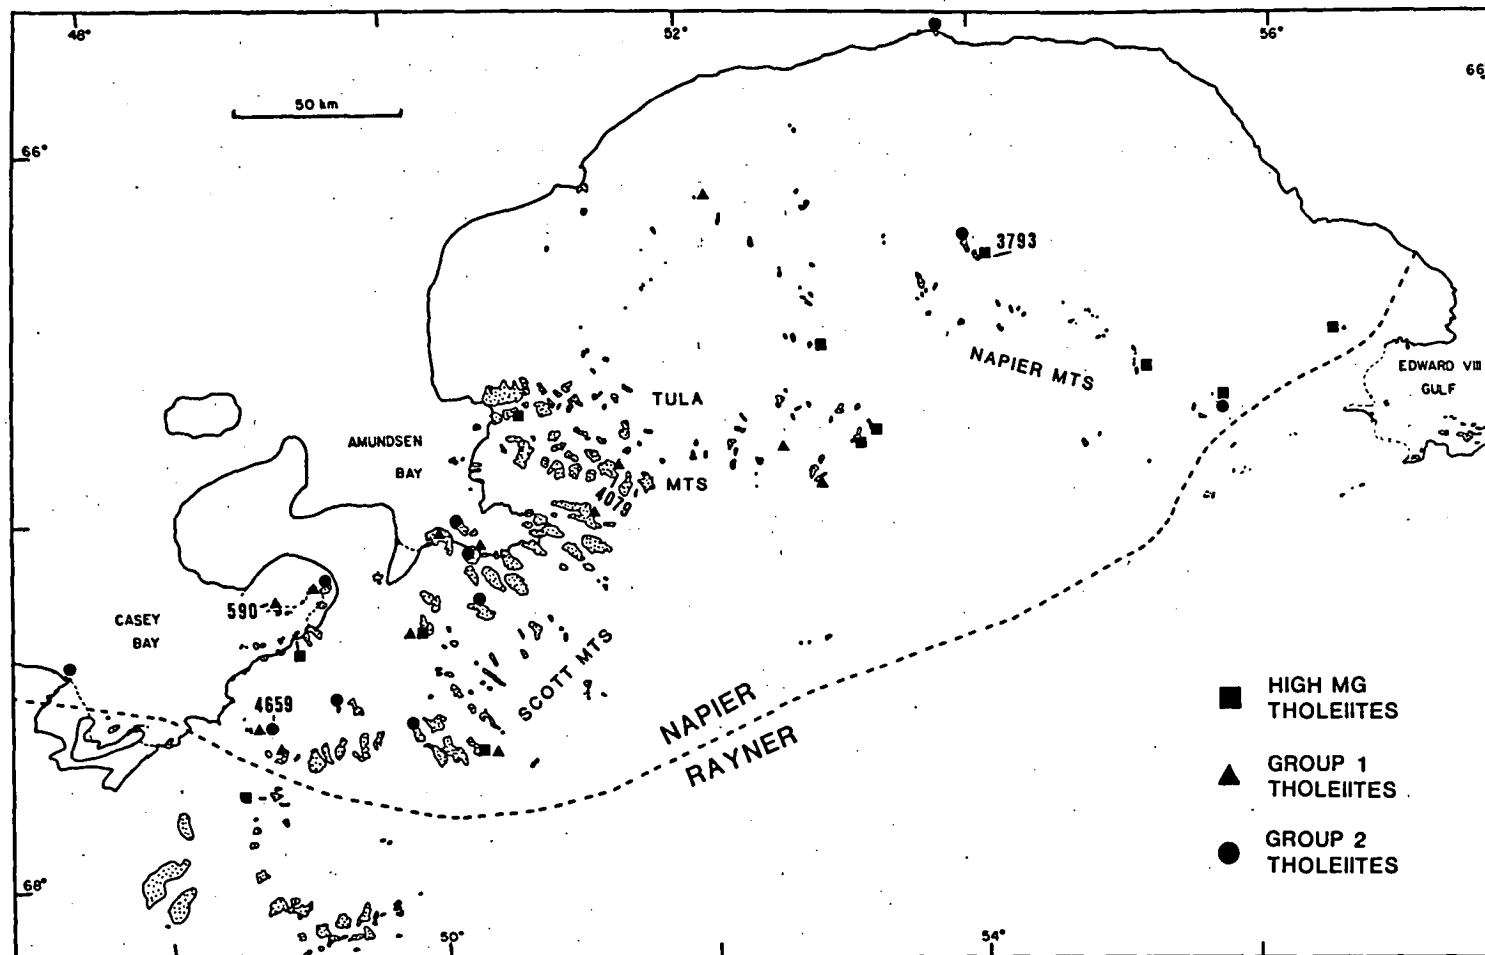 48°
52°
56°
66°
50 km
66°
3793
NAPIER MTS
EDWARD VIII
GULF
TULA
MTS
AMUNDSEN
BAY
4079
590
CASEY
BAY
SCOTT MTS
4659
NAPIER
RAYNER
HIGH MG
THOLEIITES
GROUP 1
THOLEIITES
GROUP 2
THOLEIITES
68°
50°
54°